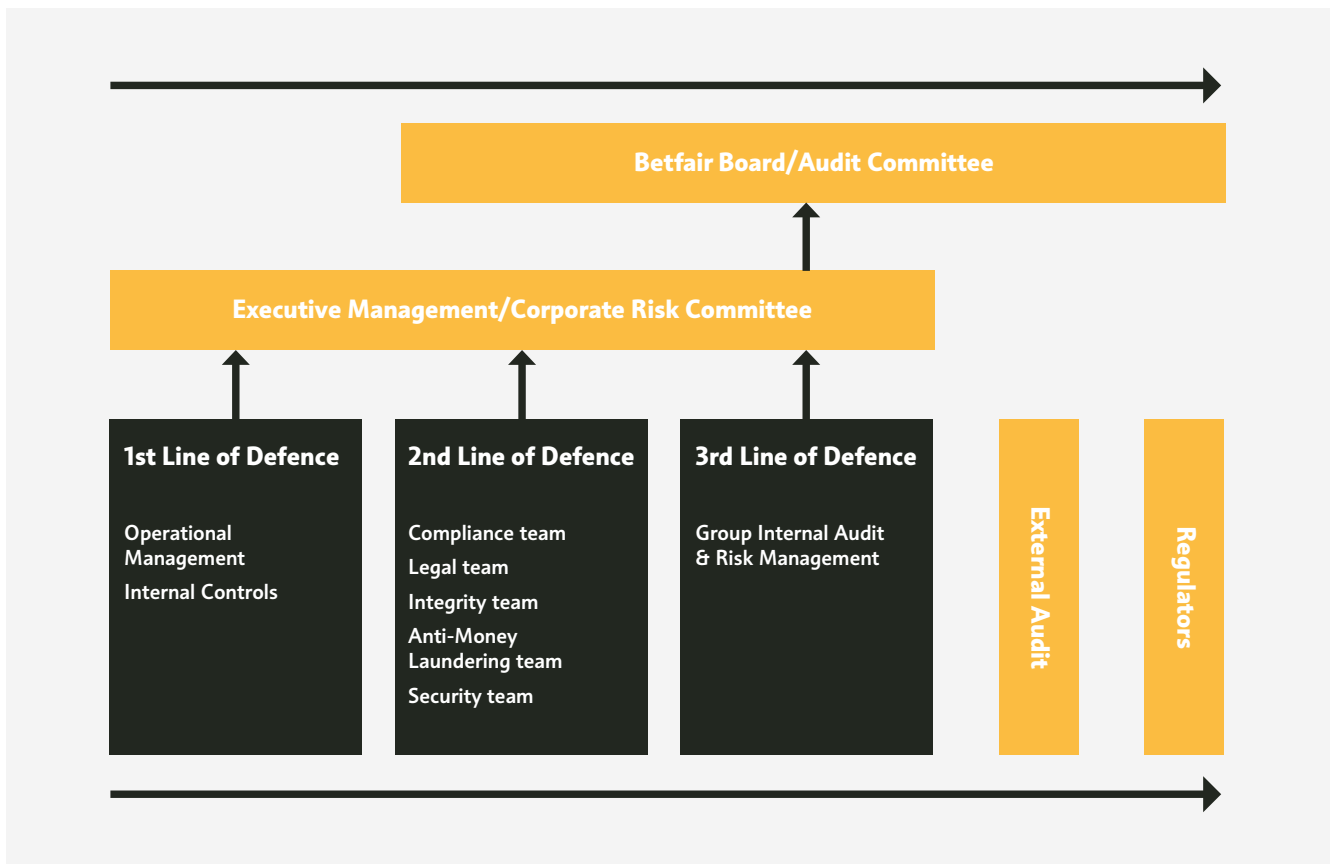 Betfair Board/Audit Committee
Executive Management/Corporate Risk Committee
1st Line of Defence
Operational
Management
Internal Controls
2nd Line of Defence
Compliance team
Legal team
Integrity team
Anti-Money
Laundering team
Security team
3rd Line of Defence
Group Internal Audit
& Risk Management
External Audit
Regulators